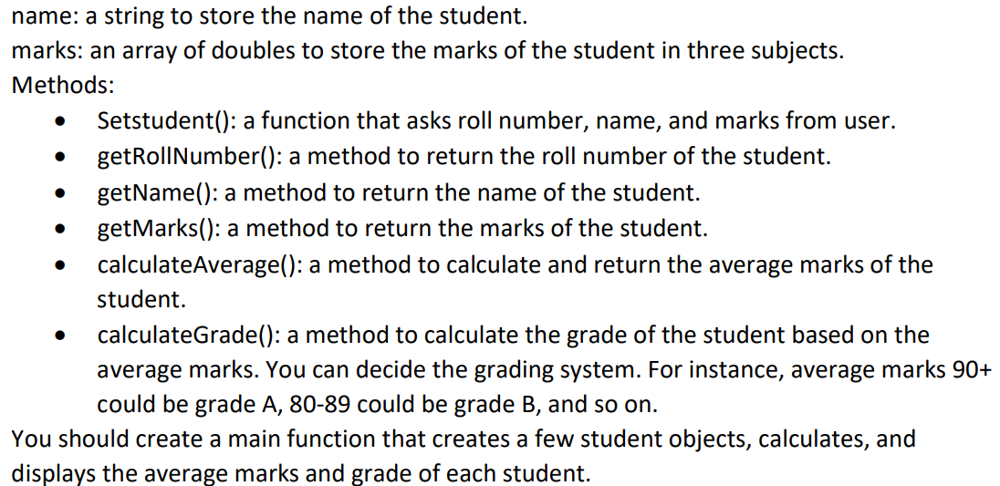 name: a string to store the name of the student.
marks: an array of doubles to store the marks of the student in three subjects.
Methods:
• Setstudent(): a function that asks roll number, name, and marks from user.
• getRollNumber(): a method to return the roll number of the student.
• getName(): a method to return the name of the student.
• getMarks(): a method to return the marks of the student.
• calculateAverage(): a method to calculate and return the average marks of the
student.
• calculateGrade(): a method to calculate the grade of the student based on the
average marks. You can decide the grading system. For instance, average marks 90+
could be grade A, 80-89 could be grade B, and so on.
You should create a main function that creates a few student objects, calculates, and
displays the average marks and grade of each student.